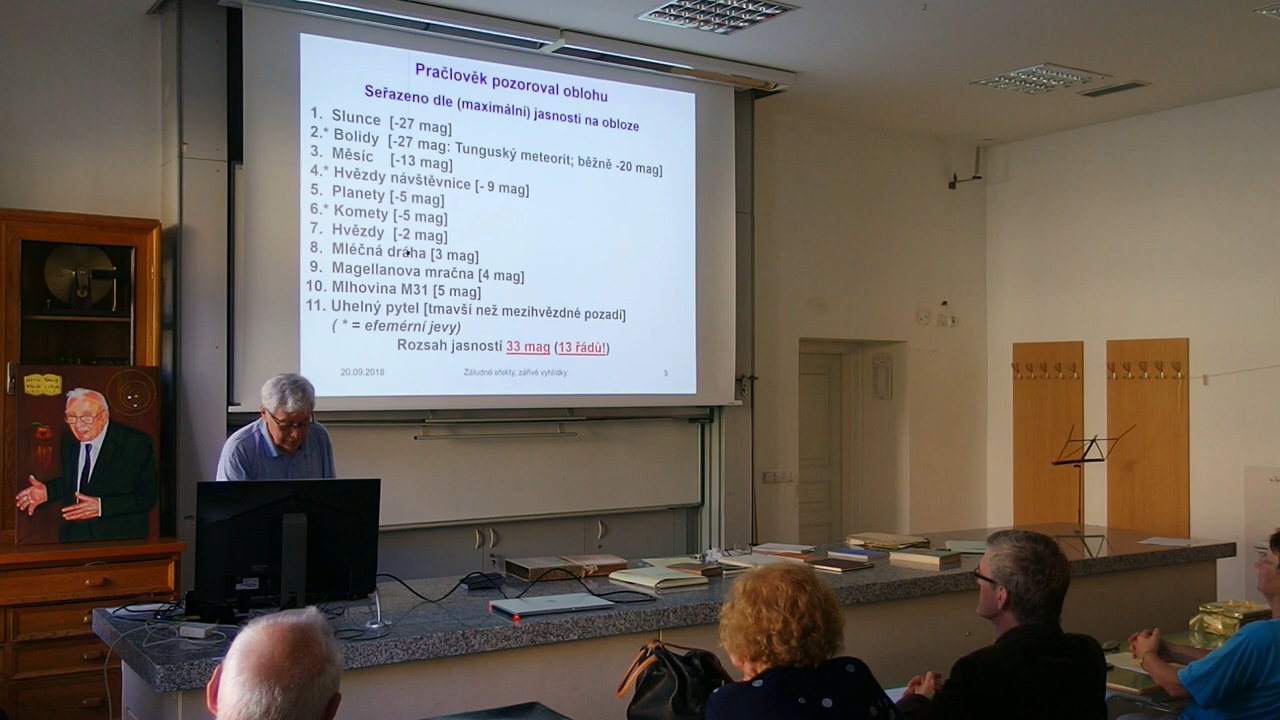 Pračlověk pozoroval oblohu
Seřazeno dle (maximální) jasnosti na obloze
1. Slunce [-27 mag]
2.* Bolidy [-27 mag: Tunguský meteorit; běžně -20 mag]
3. Měsíc [-13 mag]
4.* Hvězdy návštěvnice [- 9 mag]
5. Planety [-5 mag]
6.* Komety [-5 mag]
7. Hvězdy [-2 mag]
8. Mléčná dráha [3 mag]
9. Magellanova mračna [4 mag]
10. Mlhovina M31 [5 mag]
11. Uhelný pytel [tmavší než mezihvězdné pozadí]
( * = efemérní jevy)
Rozsah jasností 33 mag (13 řádů!)
20.09.2018 Záludné efekty, zářivé vyhlídky 3